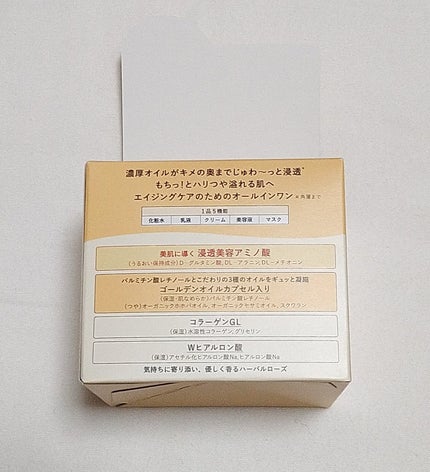 濃厚オイルがキメの奥までじゅわ～っと浸透*
もちっ!とハリつや溢れる肌へ
エイジングケアのためのオールインワン ※角層まで
1品5機能
化粧水 乳液 クリーム 美容液 マスク
美肌に導く 浸透美容アミノ酸
(うるおい保持成分)D-グルタミン酸、DL-アラニン、DL-メチオニン
パルミチン酸レチノールとこだわりの3種のオイルをギュッと凝縮
ゴールデンオイルカプセル入り
(保湿・肌なめらか)パルミチン酸レチノール
(つや)オーガニックホホバオイル、オーガニックセサミオイル、スクワラン
コラーゲンGL
(保湿)水溶性コラーゲン、グリセリン
Wヒアルロン酸
(保湿)アセチル化ヒアルロン酸Na、ヒアルロン酸Na
気持ちに寄り添い、優しく香るハーバルローズ